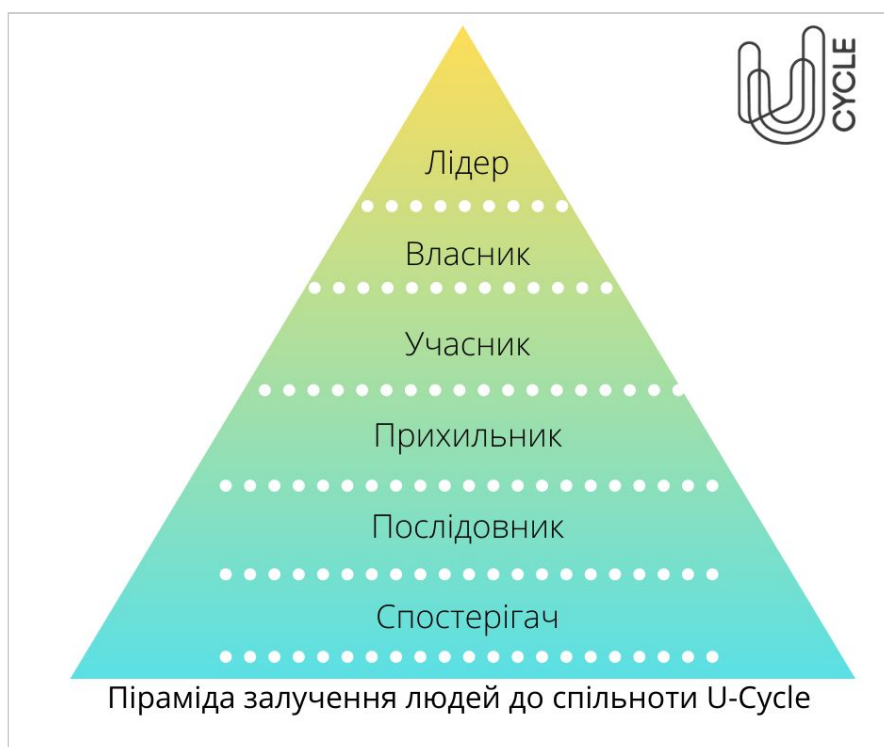 U
CYCLE
Лідер
Власник
Учасник
Прихильник
Послідовник
Спостерігач
Піраміда залучення людей до спільноти U-Cycle